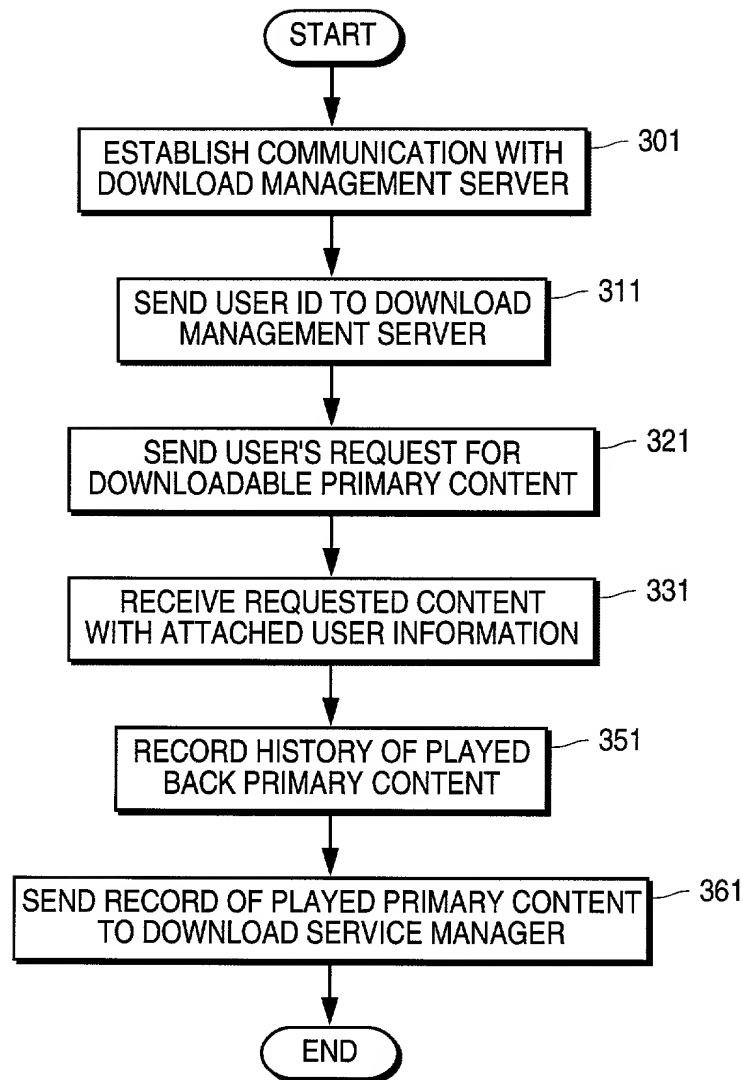 START
ESTABLISH COMMUNICATION WITH
DOWNLOAD MANAGEMENT SERVER
301
SEND USER ID TO DOWNLOAD
MANAGEMENT SERVER
311
SEND USER'S REQUEST FOR
DOWNLOADABLE PRIMARY CONTENT
321
RECEIVE REQUESTED CONTENT
WITH ATTACHED USER INFORMATION
331
RECORD HISTORY OF PLAYED
BACK PRIMARY CONTENT
351
SEND RECORD OF PLAYED PRIMARY CONTENT
TO DOWNLOAD SERVICE MANAGER
361
END